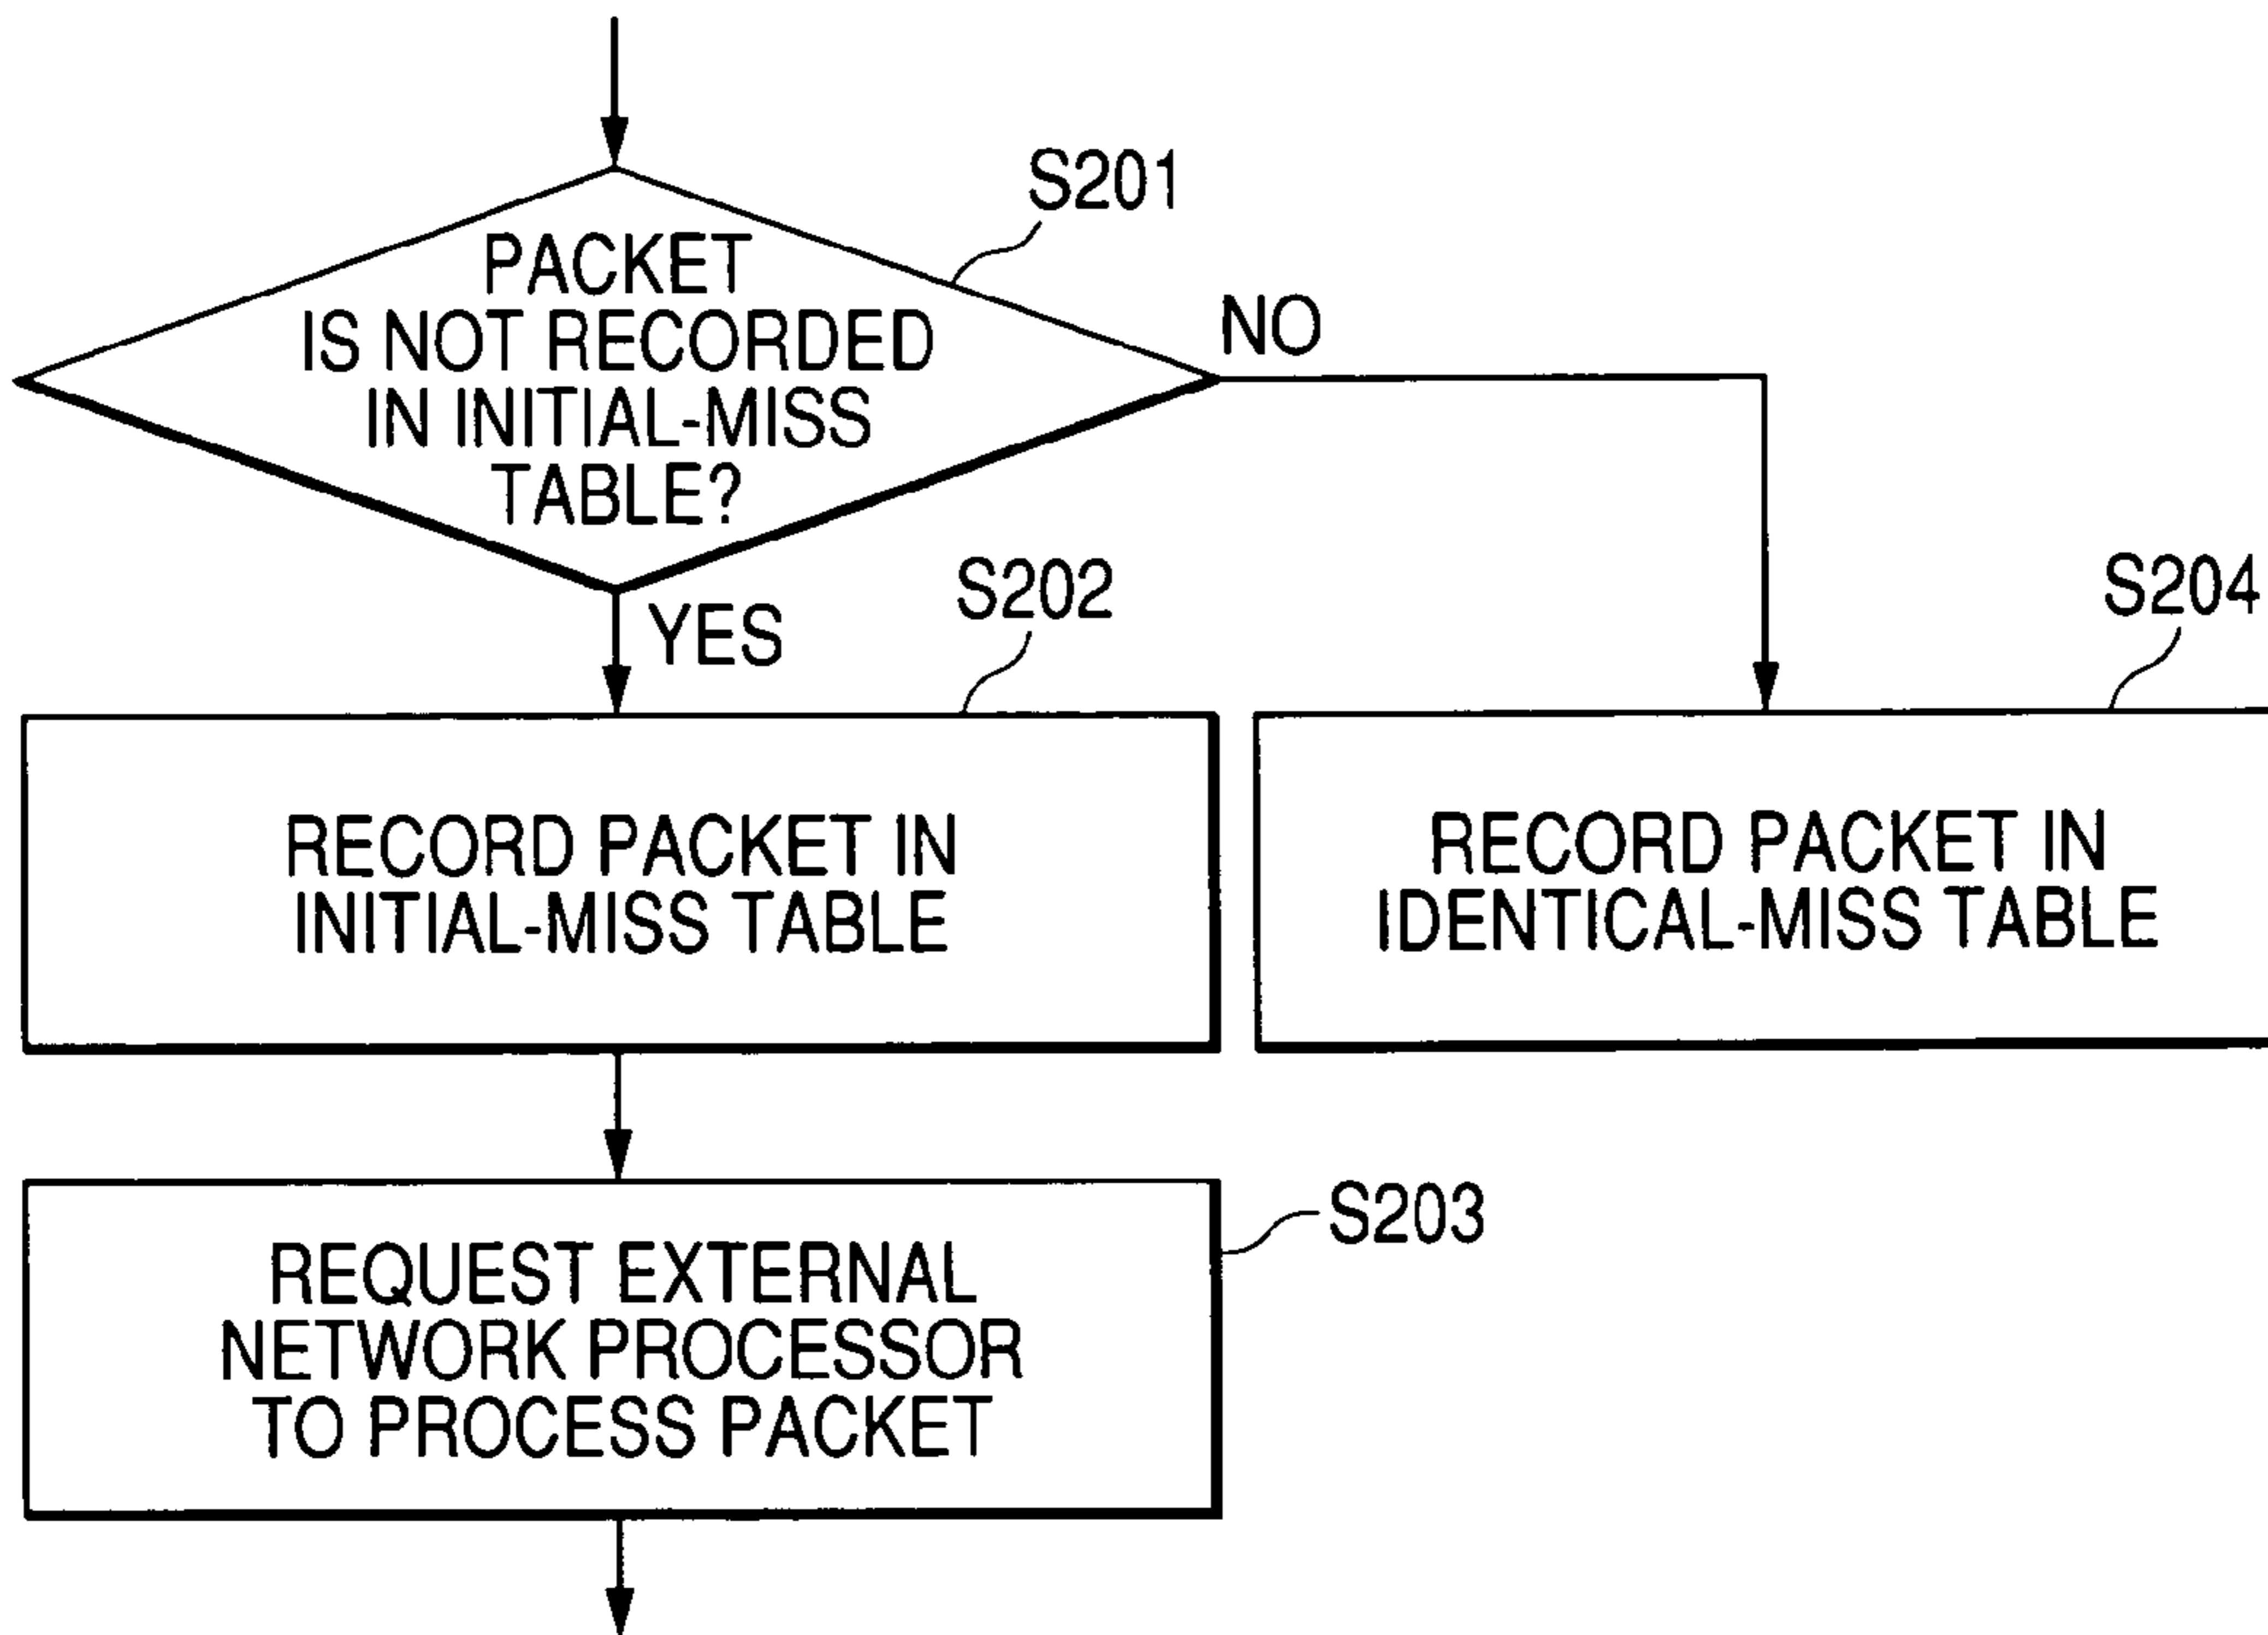 S201
PACKET
IS NOT RECORDED
IN INITIAL-MISS
TABLE?
NO
YES
S202
S204
RECORD PACKET IN
INITIAL-MISS TABLE
RECORD PACKET IN
IDENTICAL-MISS TABLE
S203
REQUEST EXTERNAL
NETWORK PROCESSOR
TO PROCESS PACKET